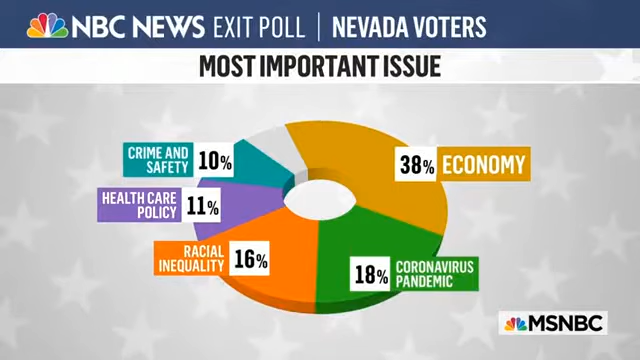 NBC NEWS EXIT POLL | NEVADA VOTERS
MOST IMPORTANT ISSUE
CRIME AND
SAFETY
10%
38% ECONOMY
HEALTH CARE
POLICY
11%
RACIAL
INEQUALITY
16%
18%
CORONAVIRUS
PANDEMIC
MSNBC